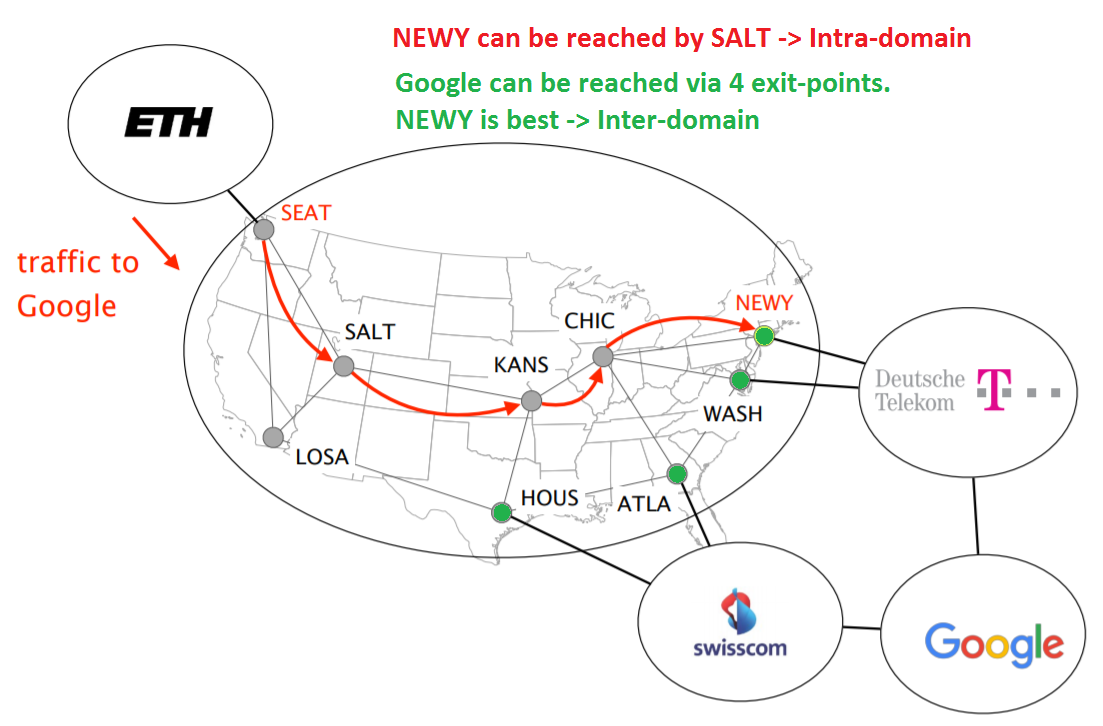 NEWY can be reached by SALT -> Intra-domain
Google can be reached via 4 exit-points.
NEWY is best -> Inter-domain
ETH
SEAT
traffic to
Google
SALT
CHIC
NEWY
KANS
Deutsche
Telekom
T
WASH
LOSA
HOUS
ATLA
swisscom
Google